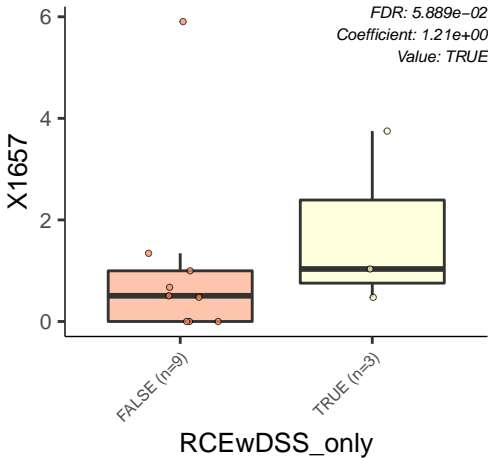 FDR: 5.889e−02
Coefficient: 1.21e+00
Value: TRUE
6
4
2
0
X1657
FALSE (n=9)
TRUE (n=3)
RCEwDSS_only